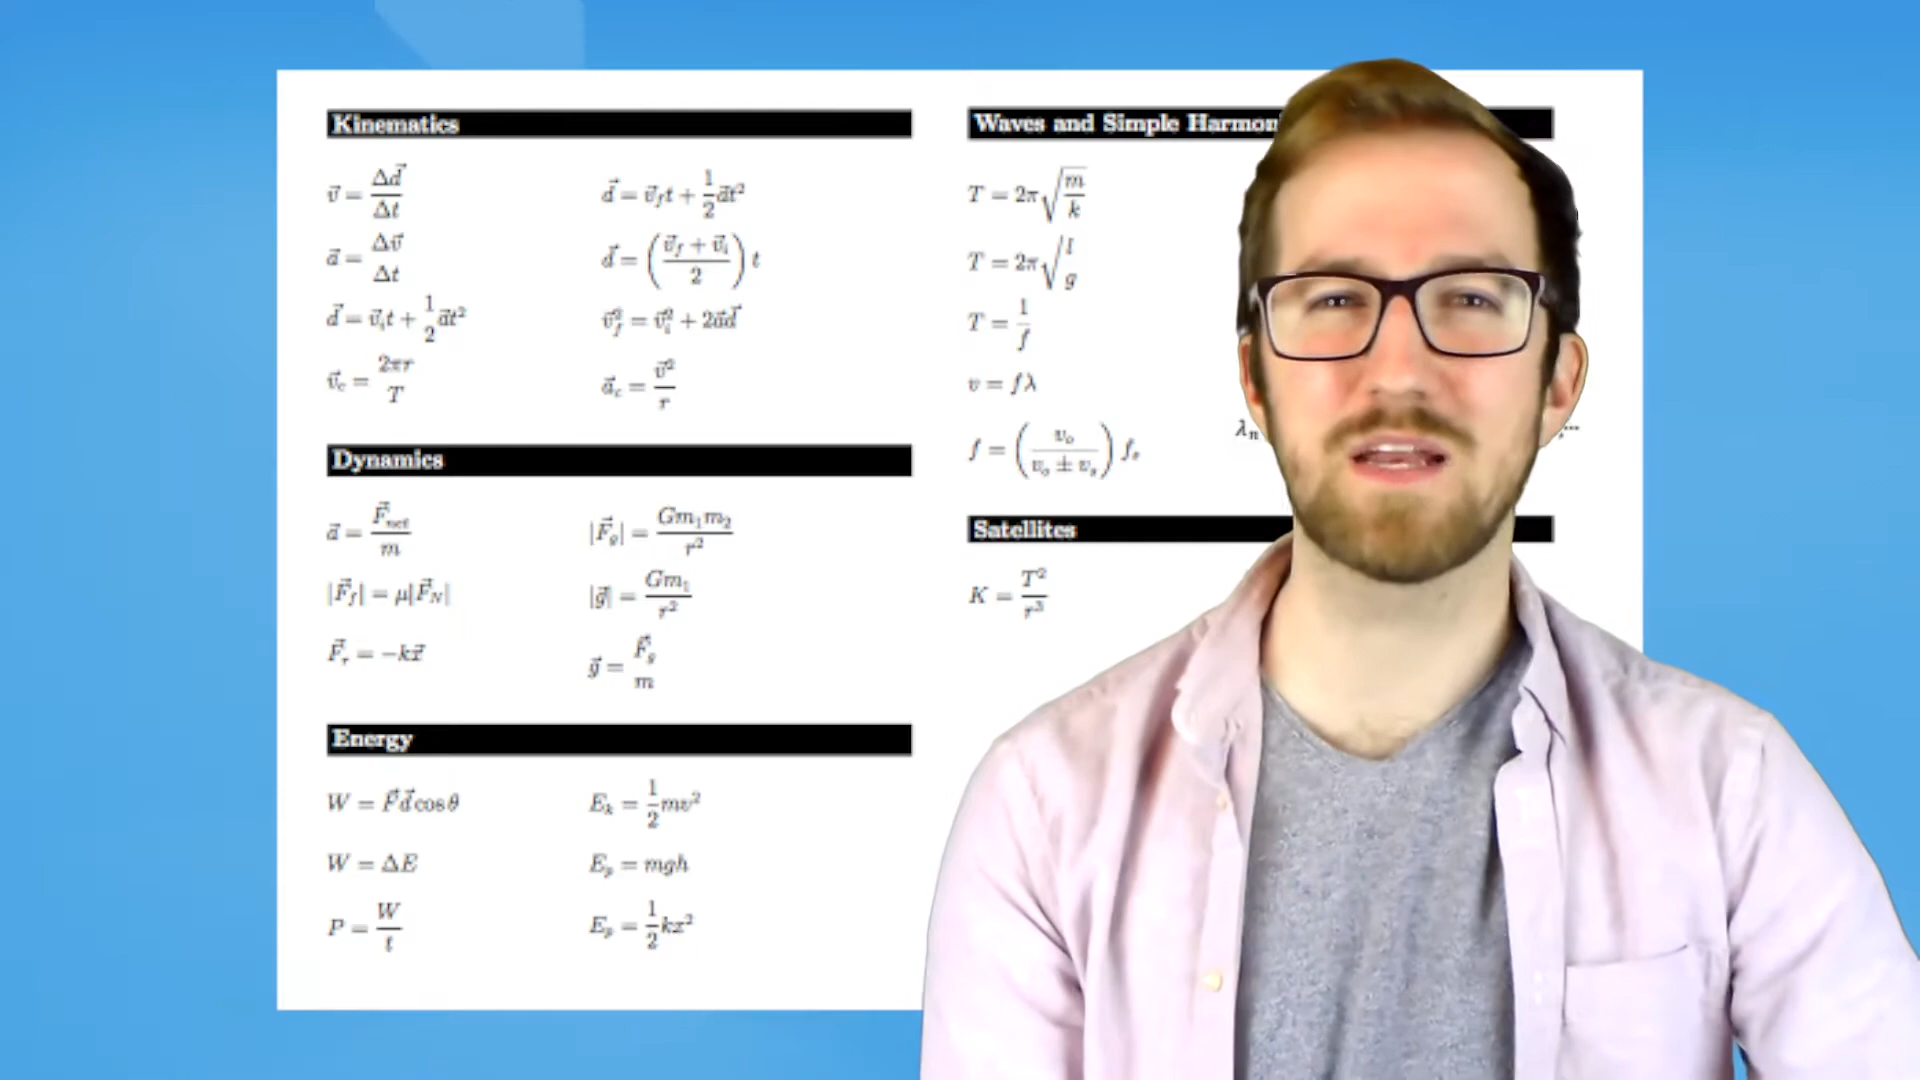 Kinematics
v⃗ = Δd⃗/Δt    d⃗ = v⃗_f t + 1/2 a⃗t²
a⃗ = Δv⃗/Δt    d⃗ = ((v⃗_f + v⃗_i)/2) t
d⃗ = v⃗_i t + 1/2 a⃗t²    v⃗_f² = v⃗_i² + 2a⃗d⃗
v⃗_c = 2πr/T    a⃗_c = v⃗²/r
Dynamics
a⃗ = F⃗_net/m    |F⃗_g| = Gm₁m₂/r²
|F⃗_f| = μ|F⃗_N|    |g⃗| = Gm₁/r²
F⃗_r = −kx⃗    g⃗ = F⃗_g/m
Energy
W = F⃗d⃗ cos θ    E_k = 1/2 mv²
W = ΔE    E_p = mgh
P = W/t    E_p = 1/2 kx²
Waves and Simple Harmon
T = 2π√(m/k)
T = 2π√(l/g)
T = 1/f
v = fλ
f = (v_o/(v_o ± v_s)) f_s    λ_n ,...
Satellites
K = T²/r³